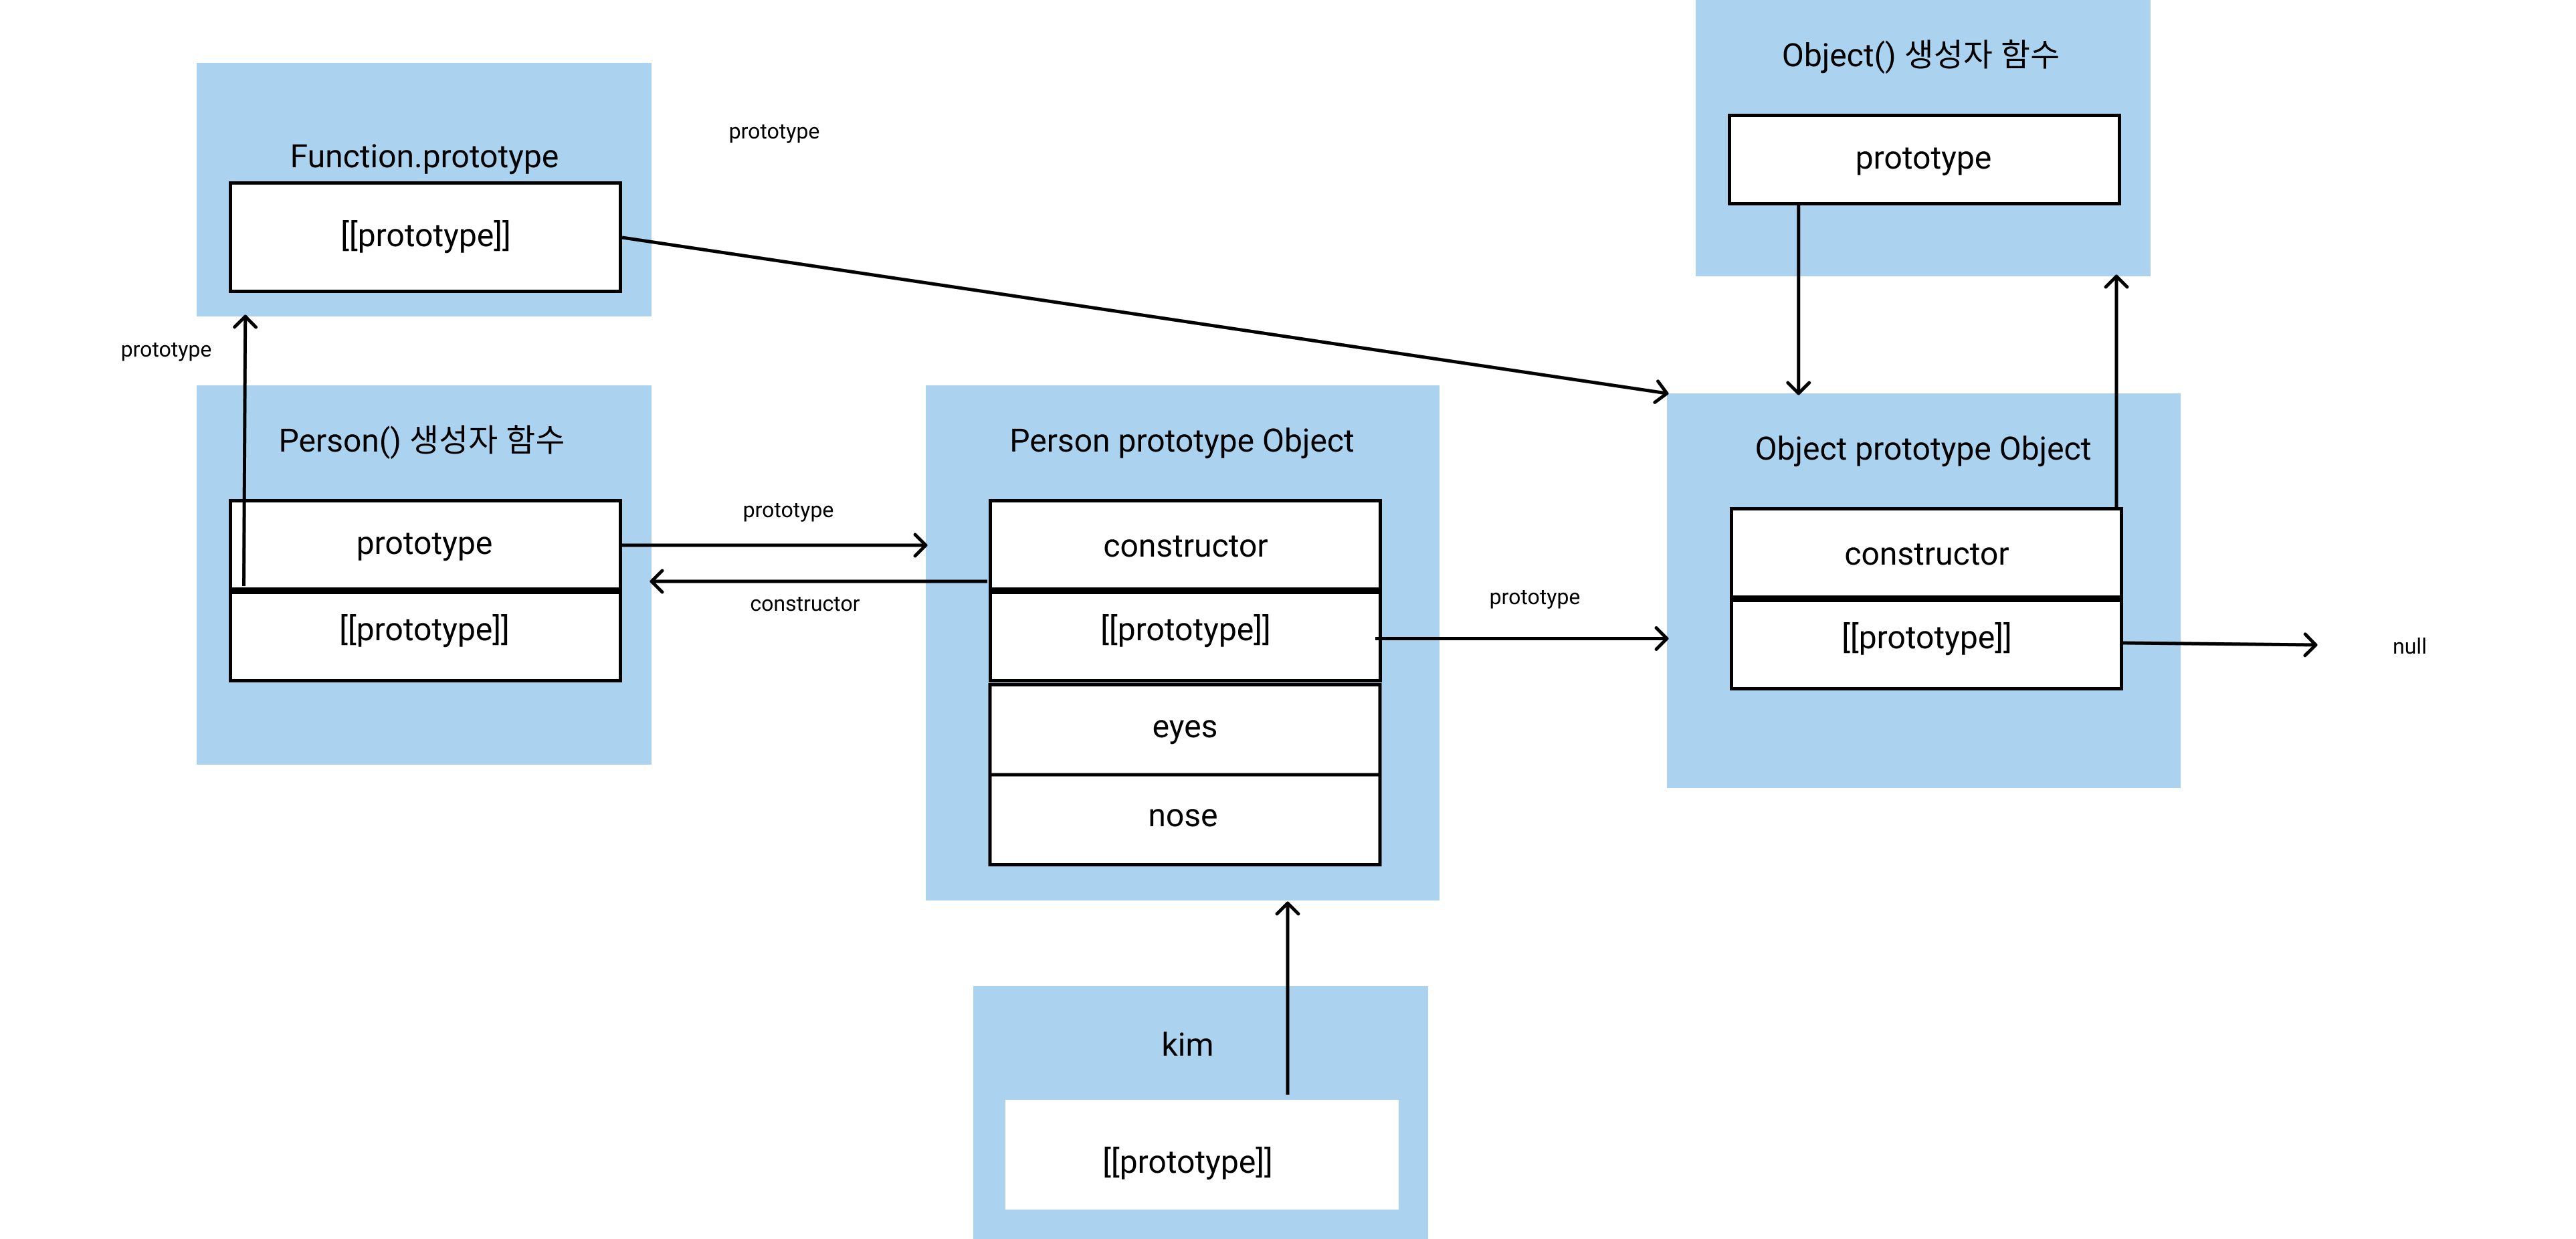 Object() 생성자 함수
prototype
Function.prototype
[[prototype]]
prototype
prototype
Person() 생성자 함수
prototype
[[prototype]]
prototype
constructor
Person prototype Object
constructor
[[prototype]]
eyes
nose
prototype
Object prototype Object
constructor
[[prototype]]
null
kim
[[prototype]]